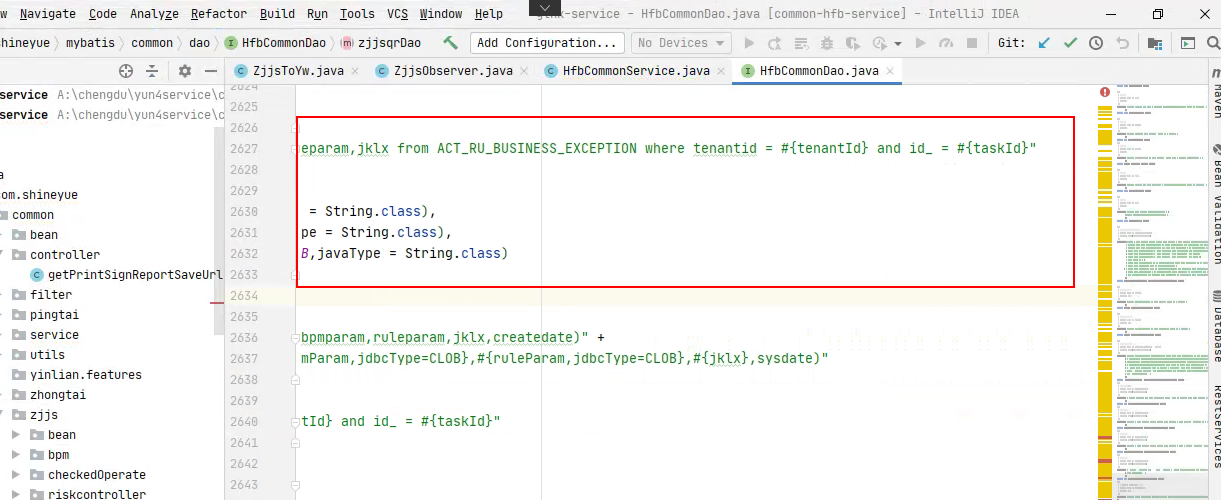 w Navigate Code Analyze Refactor Build Run Tools VCS Window Help - HfbCommonDao.java [common-hfb-service] - IntelliJ IDEA
shineyue mybatis common dao HfbCommonDao zjjsqrDao Add Configuration... No Devices Git:
ZjjsToYw.java ZjjsObserver.java HfbCommonService.java HfbCommonDao.java
service A:\chengdu\yun4service\c
service A:\chengdu\yun4service\c
a
com.shineyue
common
bean
controller
getPrintSignReportSaveUrl
filter
pingtai
service
utils
yinlian.features
zhongtai
zjjs
bean
bpm
checkedOperate
riskcontroller
2624
2625
2626
2627 eparam,jklx from ACT_RU_BUSINESS_EXCEPTION where tenantid = #{tenantId} and id_ = #{taskId}"
2628
2629
2630 = String.class),
2631 pe = String.class),
2632 B,javaType = String.class)
2633
2634
2635
2636 bpmparam,ruleparam,jklx,createdate)" +
2637 mParam,jdbcType=CLOB},#{ruleParam,jdbcType=CLOB},#{jklx},sysdate)"
2638
2639
2640 tId} and id_ = #{taskId}"
2641
2642
2643
Maven
Bean Validation
Database
RestServices